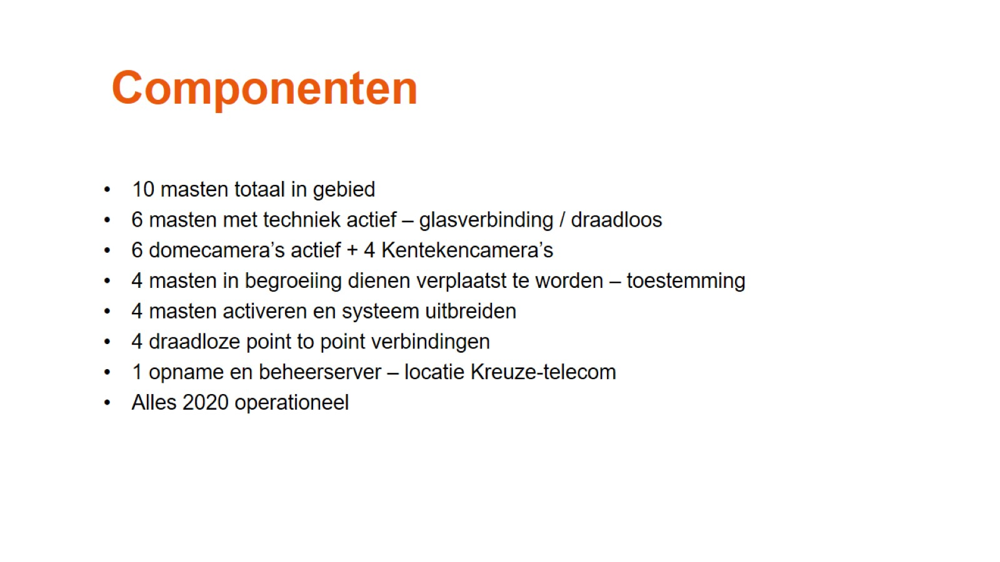 Componenten
• 10 masten totaal in gebied
• 6 masten met techniek actief – glasverbinding / draadloos
• 6 domecamera’s actief + 4 Kentekencamera’s
• 4 masten in begroeiing dienen verplaatst te worden – toestemming
• 4 masten activeren en systeem uitbreiden
• 4 draadloze point to point verbindingen
• 1 opname en beheerserver – locatie Kreuze-telecom
• Alles 2020 operationeel